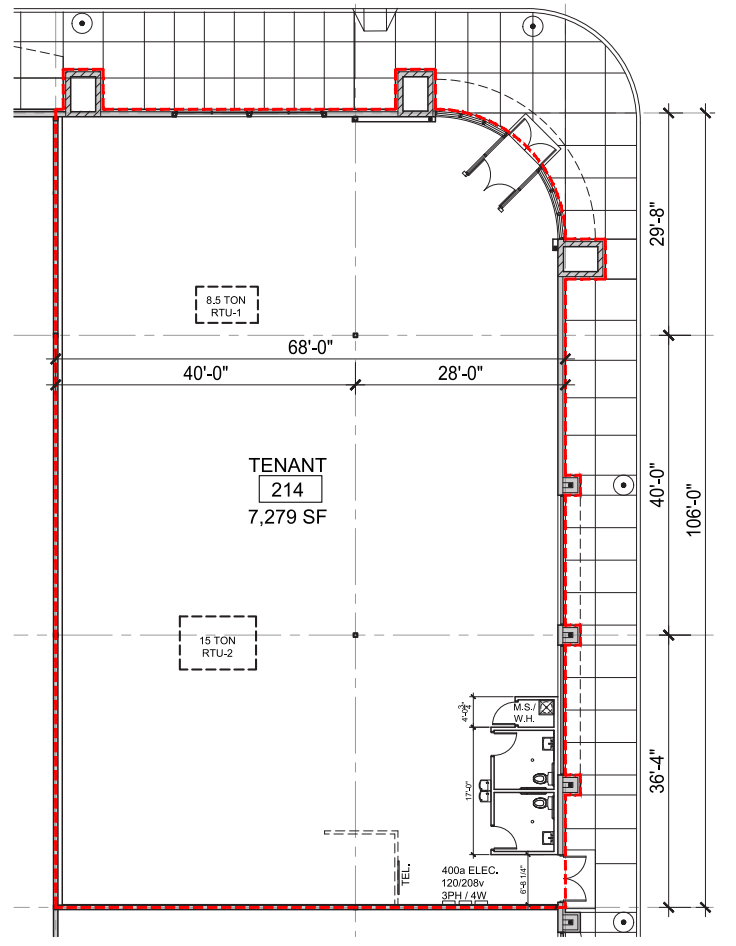 29'-8"
8.5 TON
RTU-1
68'-0"
40'-0"
28'-0"
TENANT
214
7,279 SF
40'-0"
106'-0"
15 TON
RTU-2
4'-0¾"
M.S./
W.H.
17'-0"
36'-4"
TEL.
400a ELEC.
120/208v
3PH / 4W
6'-8 1/4"